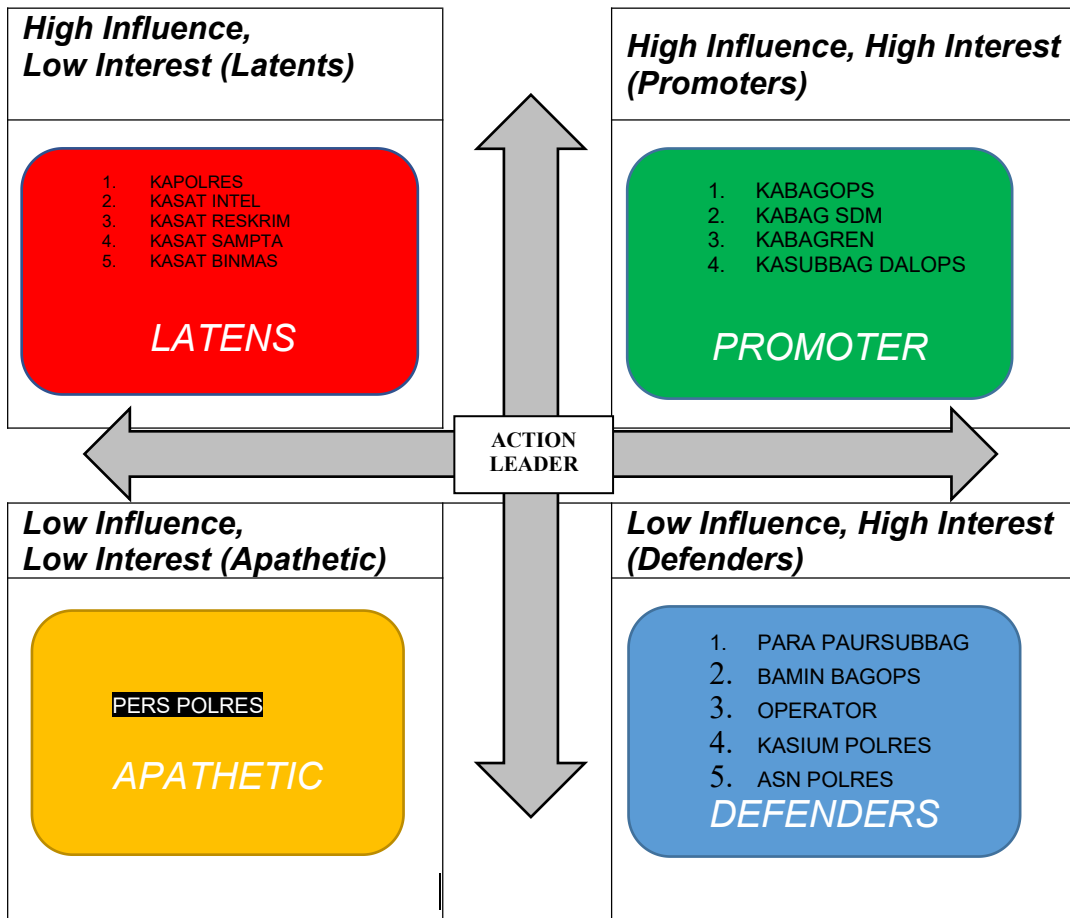 High Influence,
Low Interest (Latents)
High Influence, High Interest
(Promoters)
1. KAPOLRES
2. KASAT INTEL
3. KASAT RESKRIM
4. KASAT SAMPTA
5. KASAT BINMAS
LATENS
1. KABAGOPS
2. KABAG SDM
3. KABAGREN
4. KASUBBAG DALOPS
PROMOTER
ACTION
LEADER
Low Influence,
Low Interest (Apathetic)
Low Influence, High Interest
(Defenders)
PERS POLRES
APATHETIC
1. PARA PAURSUBBAG
2. BAMIN BAGOPS
3. OPERATOR
4. KASIUM POLRES
5. ASN POLRES
DEFENDERS